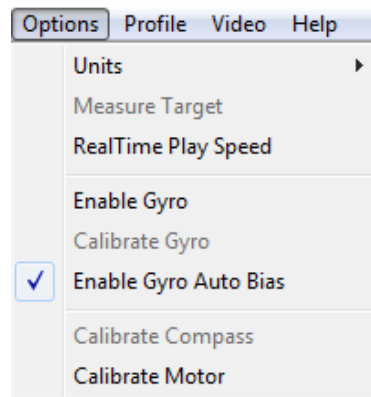 Options Profile Video Help
Units
Measure Target
RealTime Play Speed
Enable Gyro
Calibrate Gyro
Enable Gyro Auto Bias
Calibrate Compass
Calibrate Motor